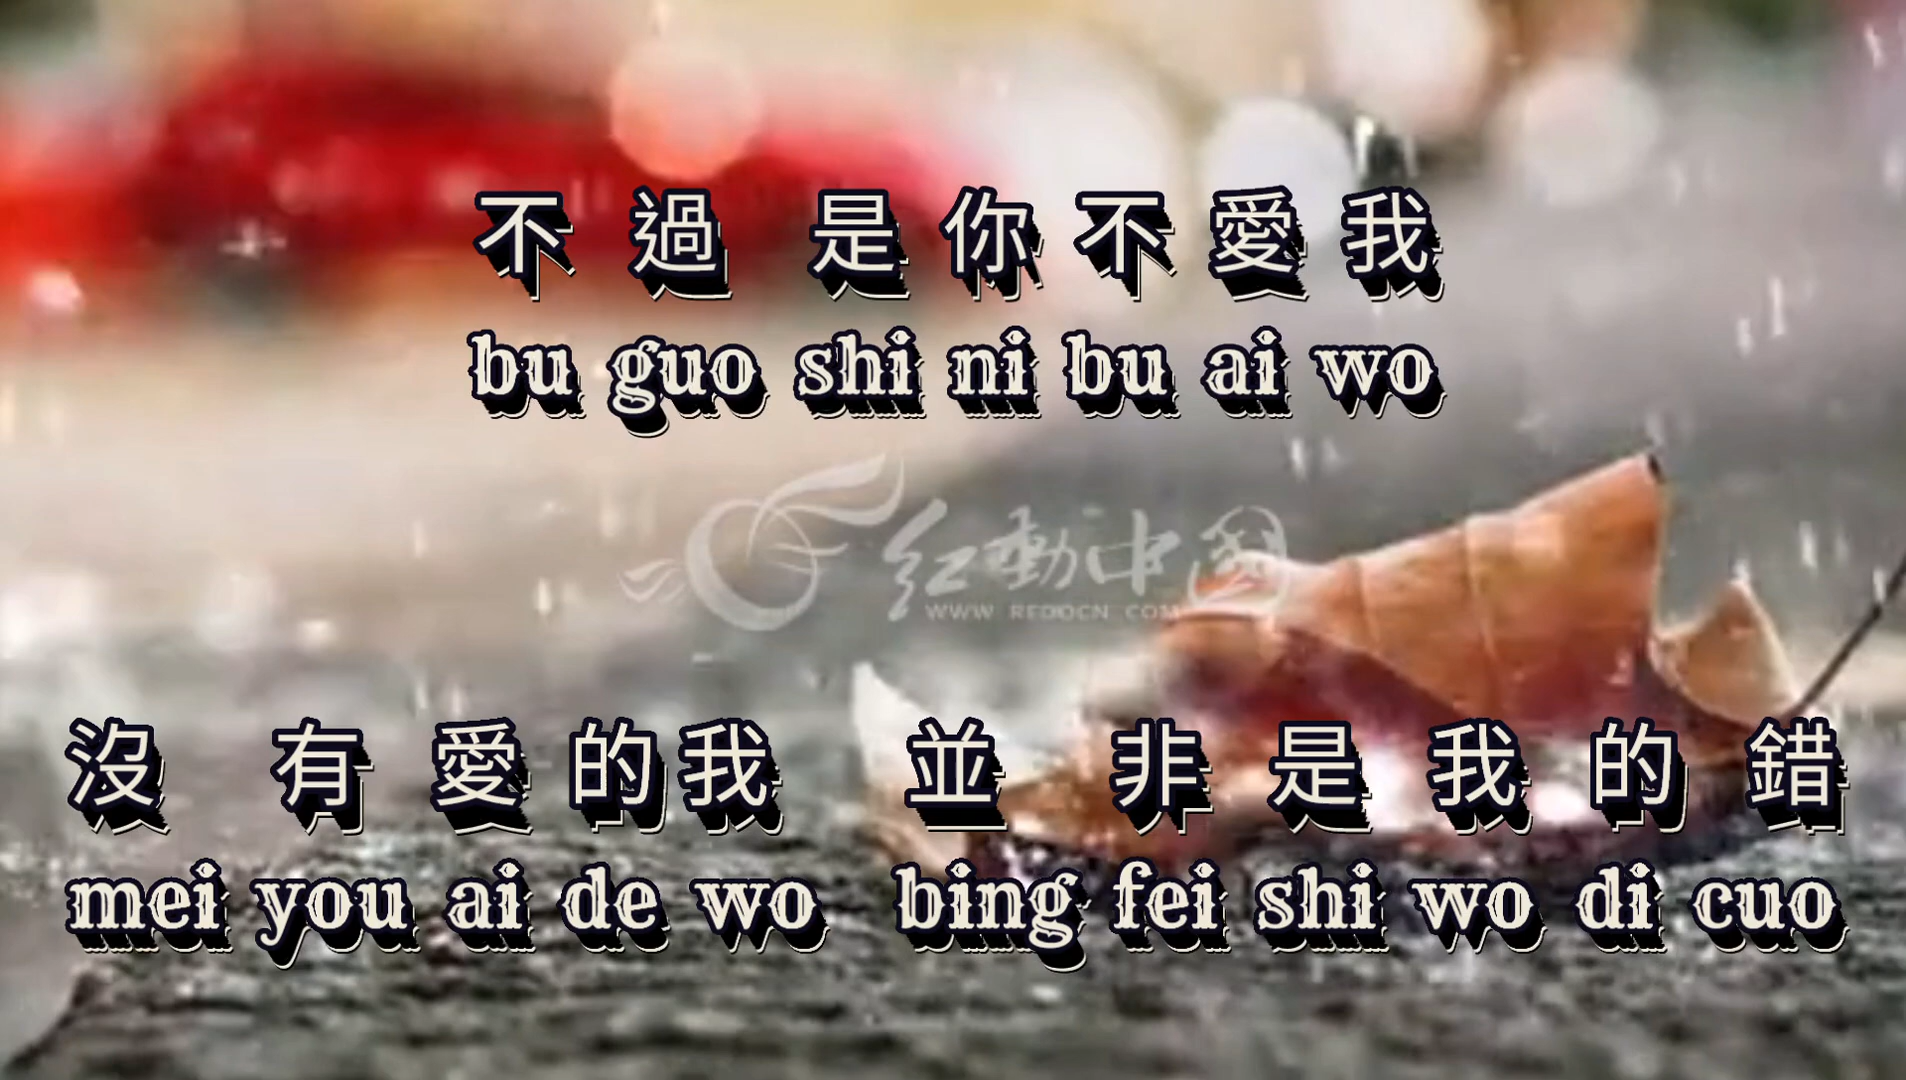 不 過 是 你 不 愛 我
bu guo shi ni bu ai wo
红動中国
WWW REDOCN COM
沒 有 愛 的 我 並 非 是 我 的 錯
mei you ai de wo bing fei shi wo di cuo